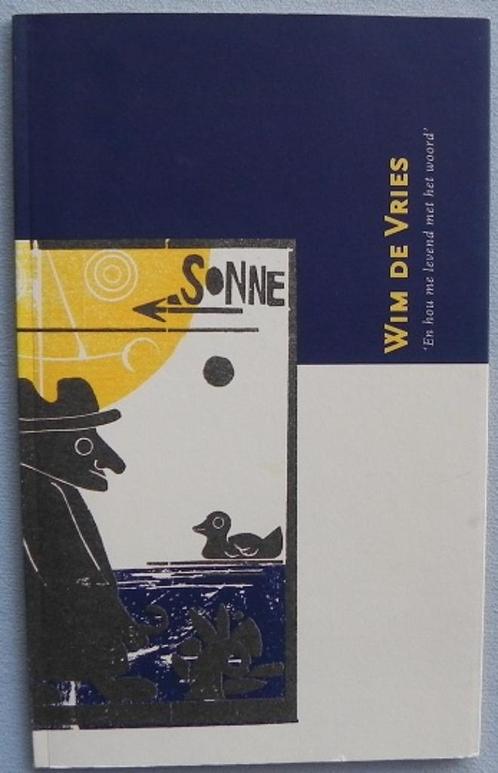 SONNE
WIM DE VRIES
'En hou me levend met het woord'